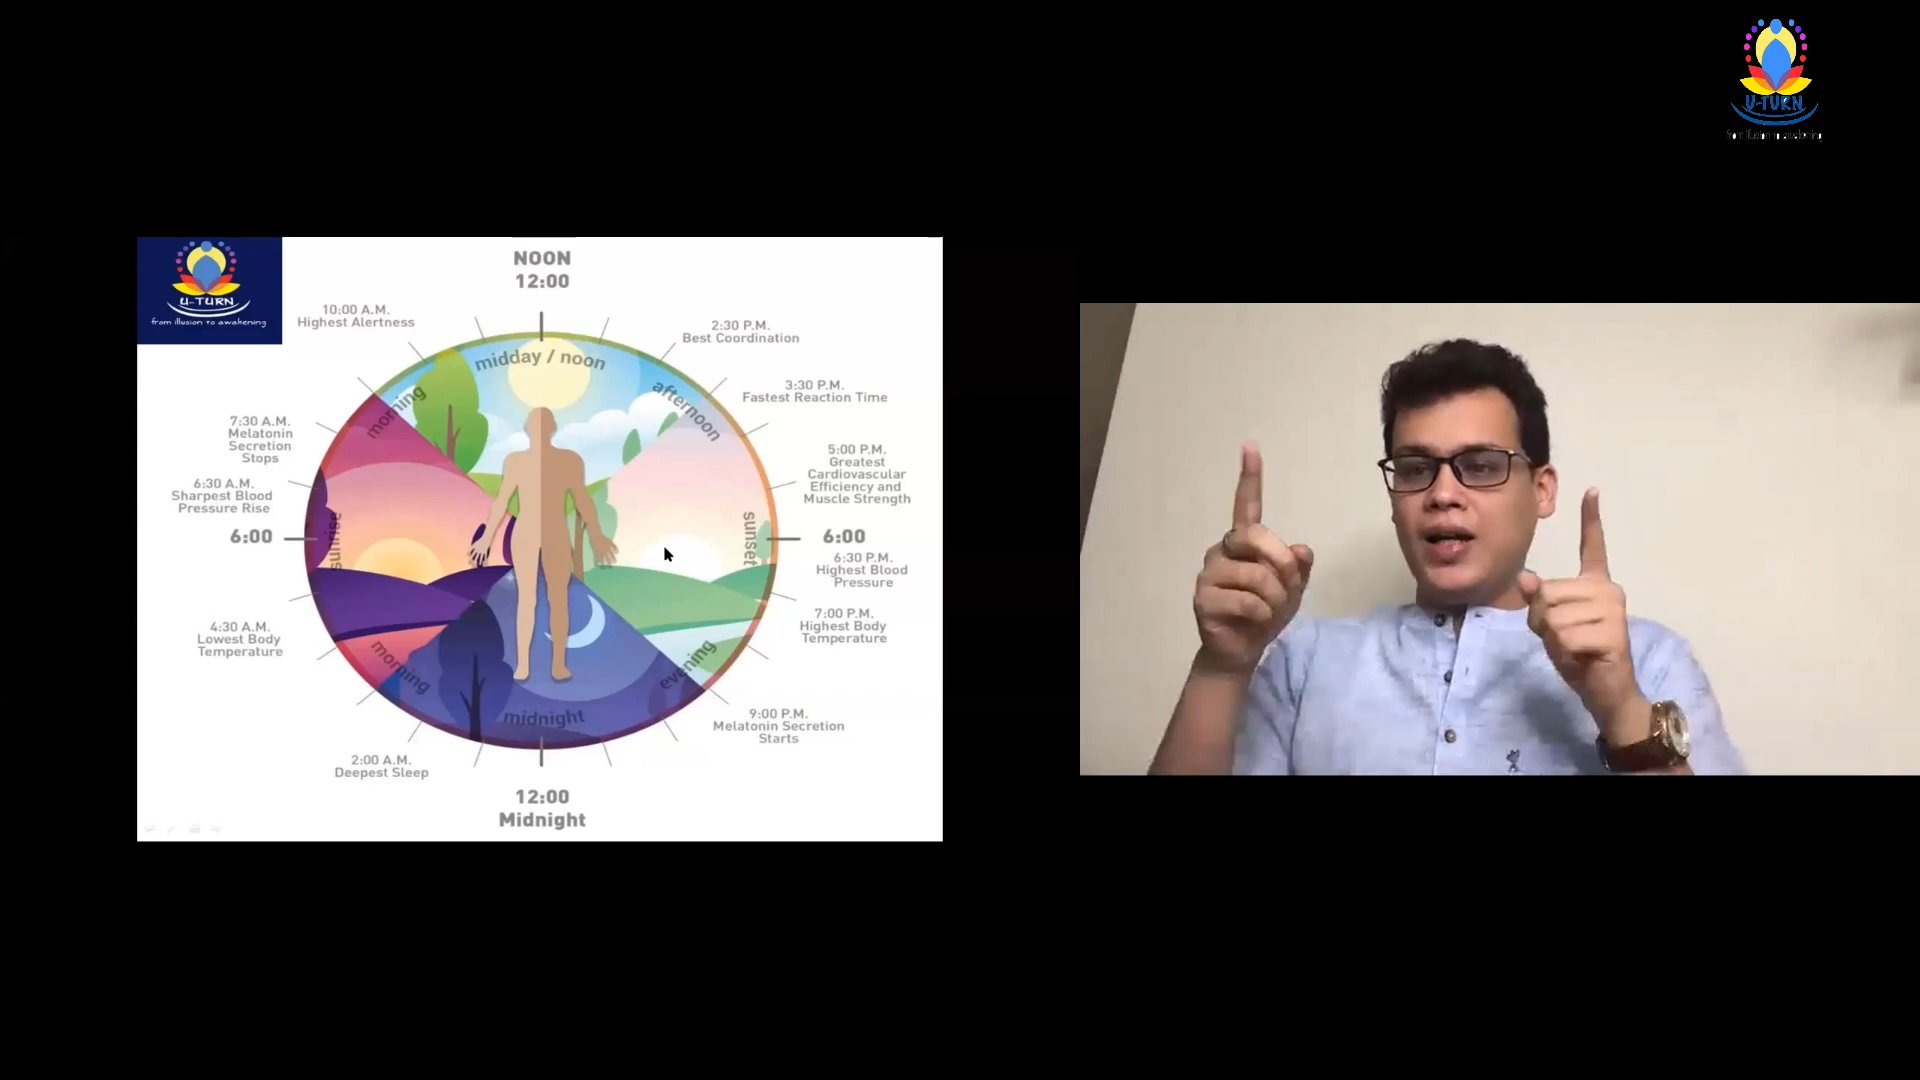 U-TURN
from illusion to awakening
U-TURN
from illusion to awakening
NOON
12:00
10:00 A.M.
Highest Alertness
2:30 P.M.
Best Coordination
midday / noon
morning
afternoon
3:30 P.M.
Fastest Reaction Time
7:30 A.M.
Melatonin
Secretion
Stops
5:00 P.M.
Greatest
Cardiovascular
Efficiency and
Muscle Strength
6:30 A.M.
Sharpest Blood
Pressure Rise
6:00
sunrise
sunset
6:00
6:30 P.M.
Highest Blood
Pressure
4:30 A.M.
Lowest Body
Temperature
7:00 P.M.
Highest Body
Temperature
morning
evening
midnight
9:00 P.M.
Melatonin Secretion
Starts
2:00 A.M.
Deepest Sleep
12:00
Midnight